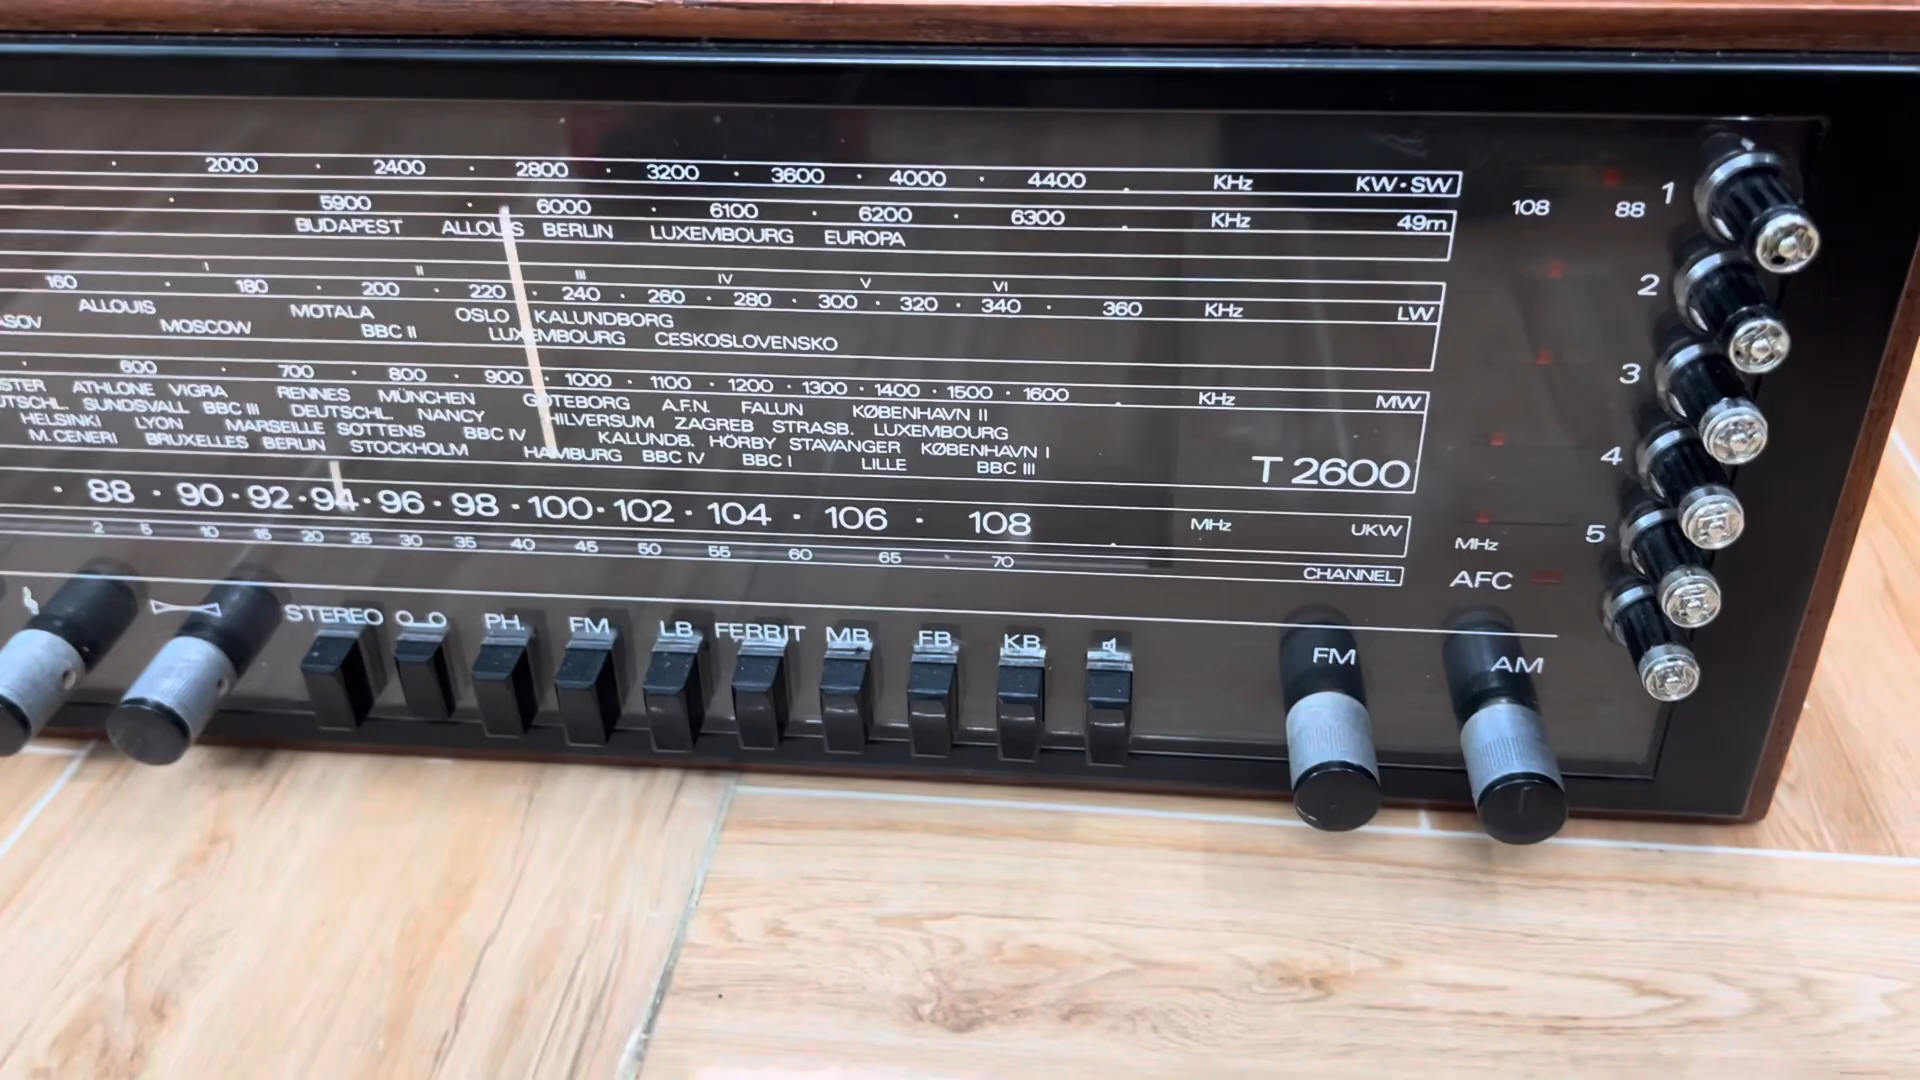 2000 · 2400 · 2800 · 3200 · 3600 · 4000 · 4400 · KHz KW·SW
5900 · 6000 · 6100 · 6200 · 6300 · KHz 49m
BUDAPEST ALLOUIS BERLIN LUXEMBOURG EUROPA
I II III IV V VI
160 · 180 · 200 · 220 · 240 · 260 · 280 · 300 · 320 · 340 · 360 KHz LW
ALLOUIS MOTALA OSLO KALUNDBORG
MOSCOW BBC II LUXEMBOURG CESKOSLOVENSKO
600 · 700 · 800 · 900 · 1000 · 1100 · 1200 · 1300 · 1400 · 1500 · 1600 · KHz MW
ATHLONE VIGRA RENNES MÜNCHEN GÖTEBORG A.F.N. FALUN KØBENHAVN II
SUNDSVALL BBC III DEUTSCHL. NANCY HILVERSUM ZAGREB STRASB. LUXEMBOURG
HELSINKI LYON MARSEILLE SOTTENS BBC IV KALUNDB. HÖRBY STAVANGER KØBENHAVN I
M.CENERI BRUXELLES BERLIN STOCKHOLM HAMBURG BBC IV BBC I LILLE BBC III
T 2600
· 88 · 90 · 92 · 94 · 96 · 98 · 100 · 102 · 104 · 106 · 108 MHz UKW
2 5 10 15 20 25 30 35 40 45 50 55 60 65 70 CHANNEL
108 88 1
2
3
4
5
MHz
AFC
STEREO PH. FM LB FERRIT MB FB KB
FM AM